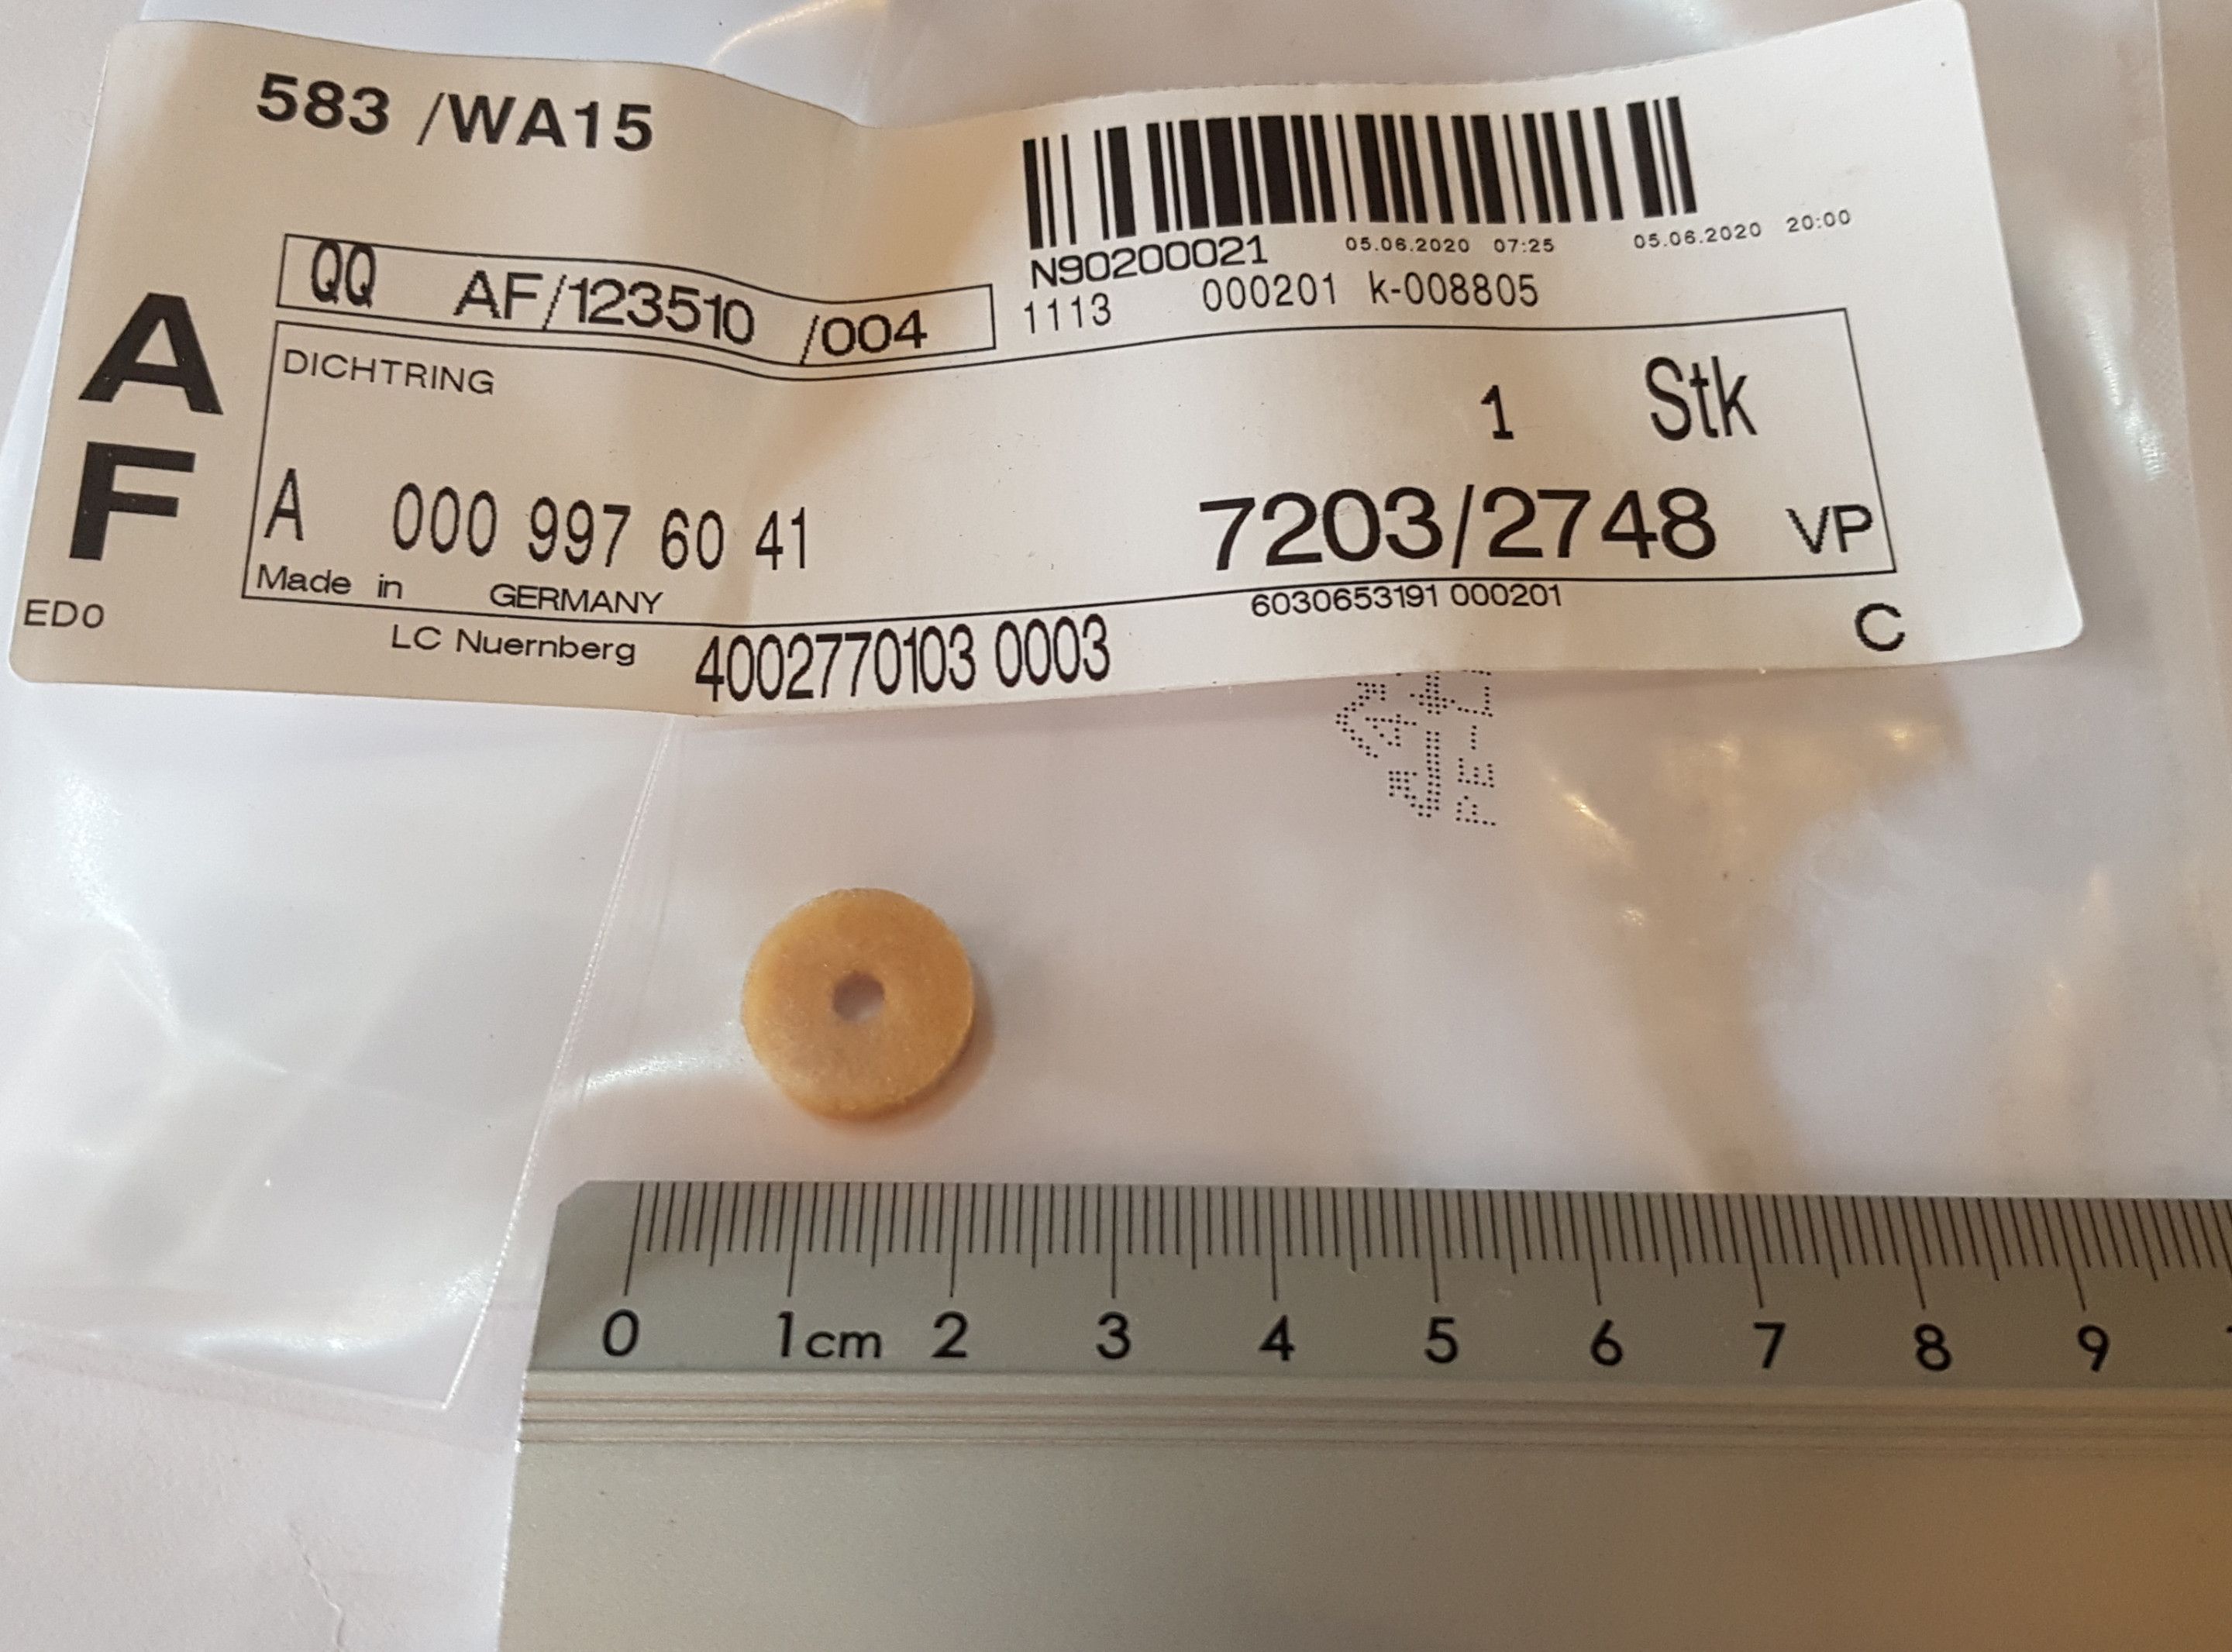 583 /WA15
N90200021 05.06.2020 07:25 05.06.2020 20:00
QQ AF/123510 /004
1113 000201 k-008805
A
F
DICHTRING
1 Stk
A 000 997 60 41
7203/2748 VP
Made in GERMANY
6030653191 000201
ED0
LC Nuernberg 4002770103 0003
C
0 1cm 2 3 4 5 6 7 8 9